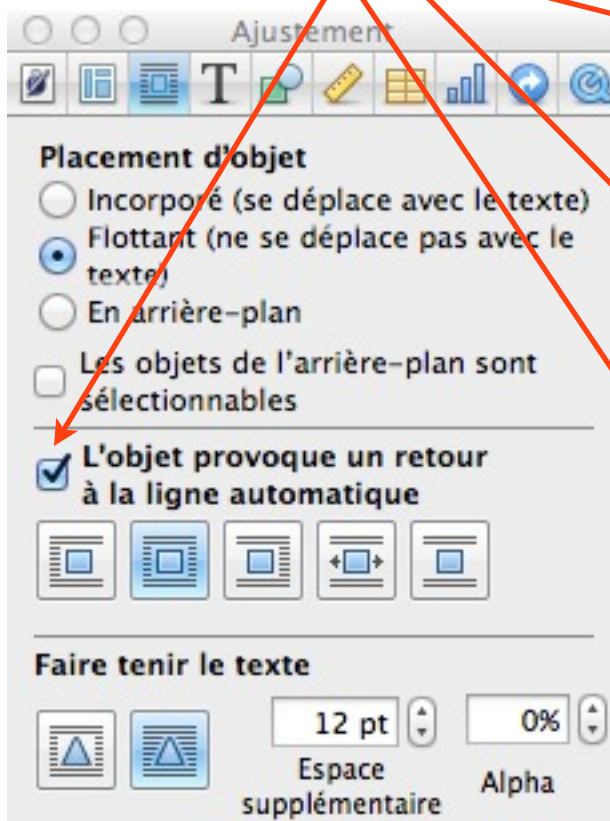 Ajustement
T
Placement d'objet
Incorporé (se déplace avec le texte)
Flottant (ne se déplace pas avec le
texte)
En arrière-plan
Les objets de l'arrière-plan sont
sélectionnables
L'objet provoque un retour
à la ligne automatique
Faire tenir le texte
12 pt
0%
Espace
supplémentaire
Alpha